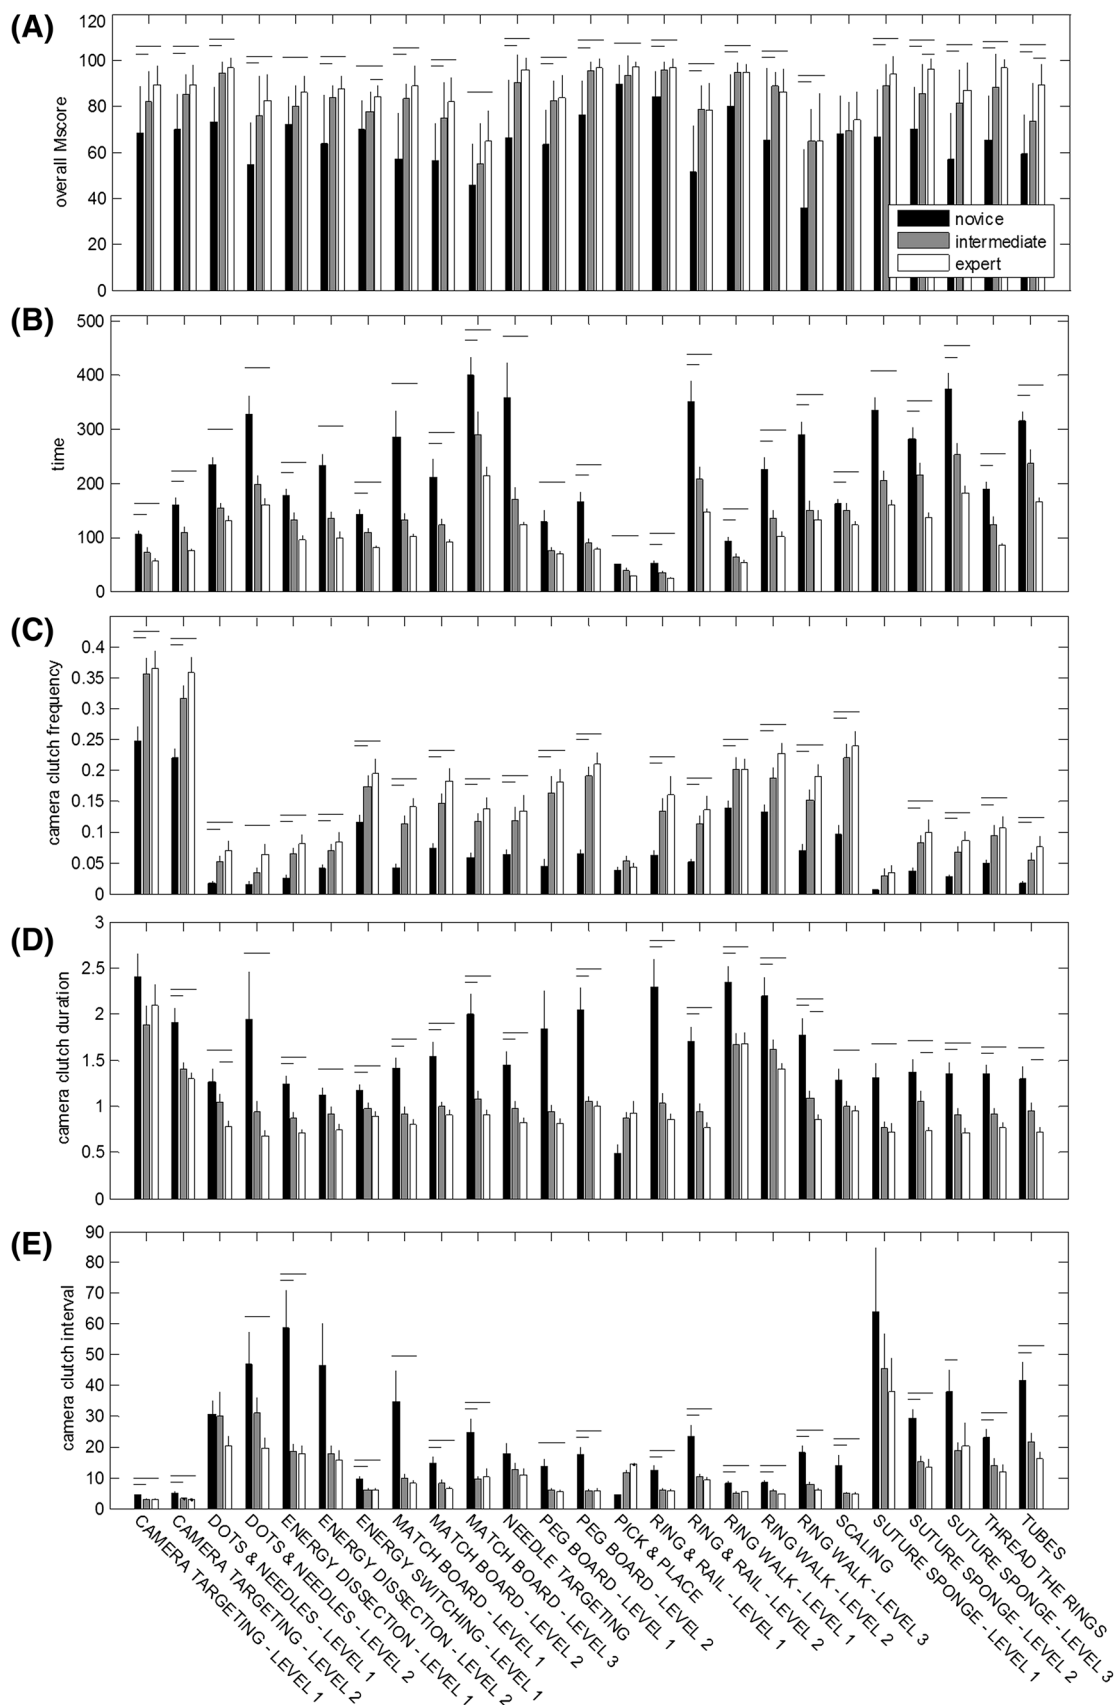 (A)
overall Mscore
120
100
80
60
40
20
0
novice
intermediate
expert
(B)
time
500
400
300
200
100
0
(C)
camera clutch frequency
0.4
0.35
0.3
0.25
0.2
0.15
0.1
0.05
0
(D)
camera clutch duration
3
2.5
2
1.5
1
0.5
0
(E)
camera clutch interval
90
80
70
60
50
40
30
20
10
0
CAMERA TARGETING - LEVEL 1
CAMERA TARGETING - LEVEL 2
DOTS & NEEDLES - LEVEL 1
DOTS & NEEDLES - LEVEL 2
ENERGY DISSECTION - LEVEL 1
ENERGY DISSECTION - LEVEL 2
ENERGY SWITCHING - LEVEL 1
MATCH BOARD - LEVEL 1
MATCH BOARD - LEVEL 2
MATCH BOARD - LEVEL 3
NEEDLE TARGETING
PEG BOARD - LEVEL 1
PEG BOARD - LEVEL 2
PICK & PLACE
RING & RAIL - LEVEL 1
RING & RAIL - LEVEL 2
RING WALK - LEVEL 1
RING WALK - LEVEL 2
RING WALK - LEVEL 3
SCALING
SUTURE SPONGE - LEVEL 1
SUTURE SPONGE - LEVEL 2
SUTURE SPONGE - LEVEL 3
THREAD THE RINGS
TUBES